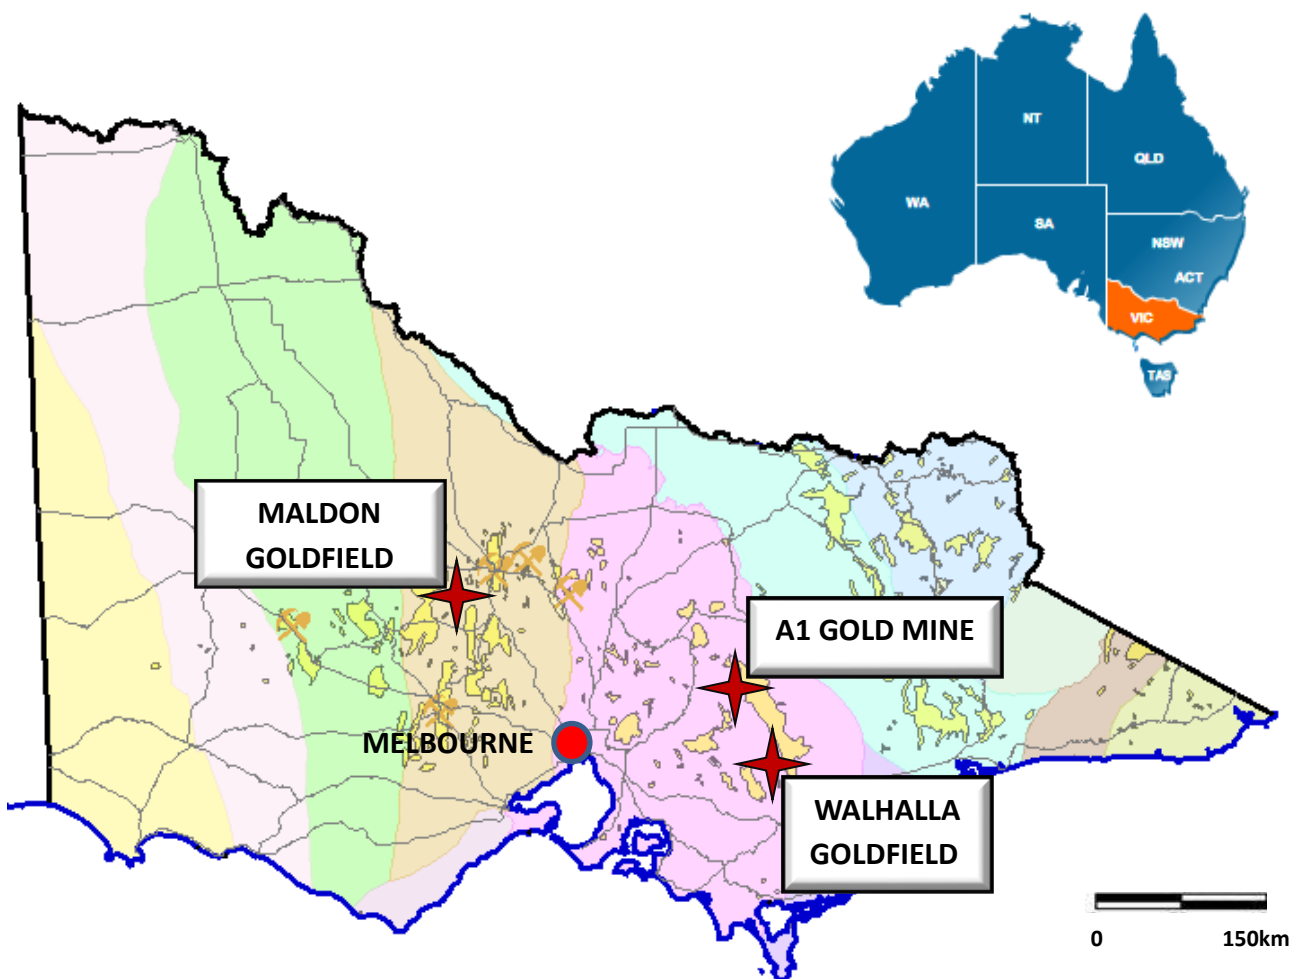 NT
QLD
WA
SA
NSW
ACT
VIC
TAS
MALDON
GOLDFIELD
A1 GOLD MINE
MELBOURNE
WALHALLA
GOLDFIELD
0 150km